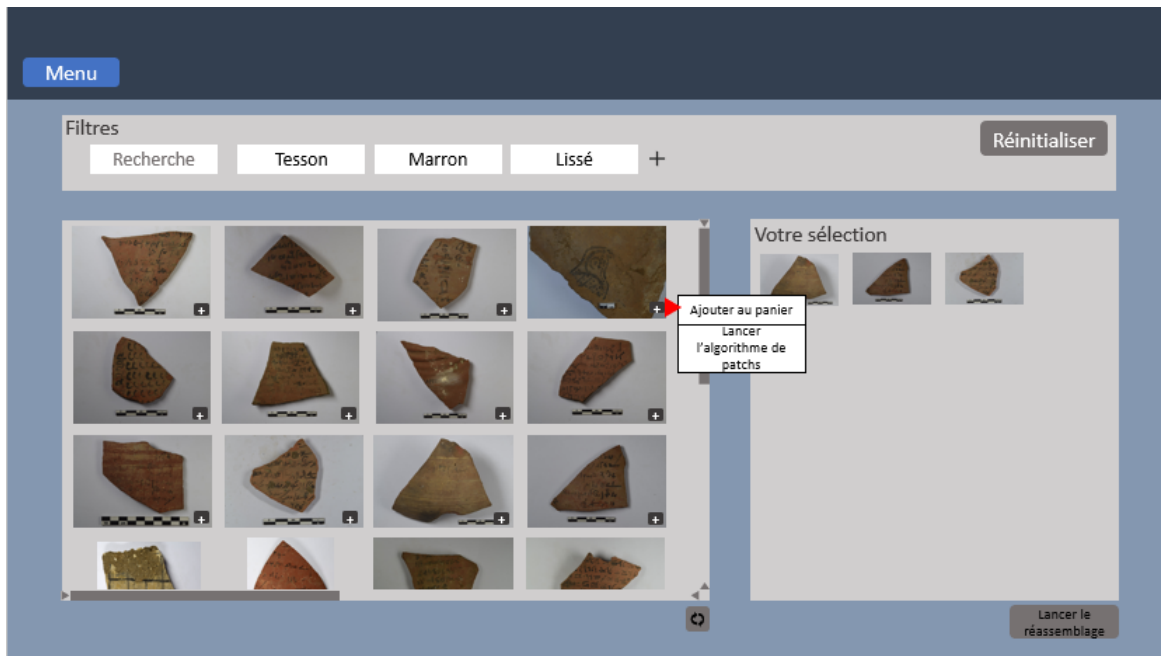 Menu
Filtres
Réinitialiser
Recherche
Tesson
Marron
Lissé
+
Votre sélection
Ajouter au panier
Lancer
l'algorithme de
patchs
Lancer le
réassemblage